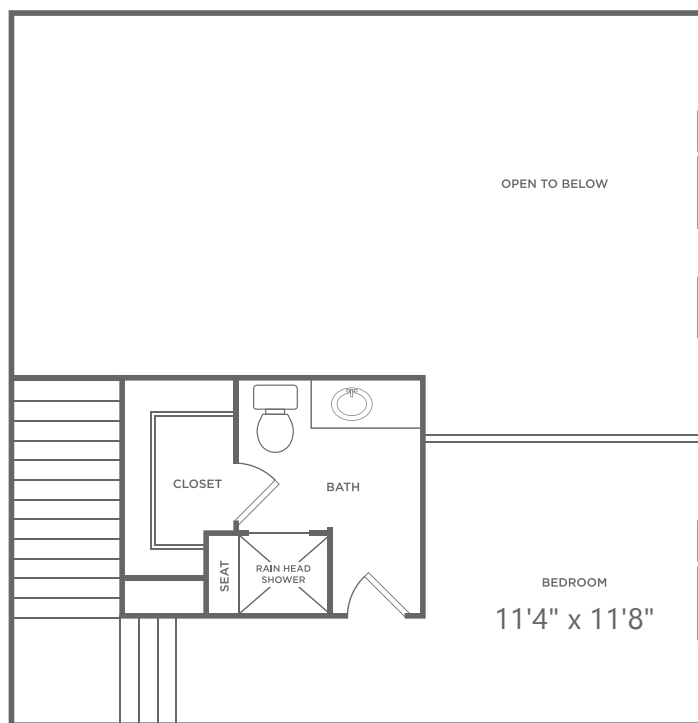 OPEN TO BELOW
CLOSET
BATH
SEAT
RAIN HEAD
SHOWER
BEDROOM
11'4" x 11'8"